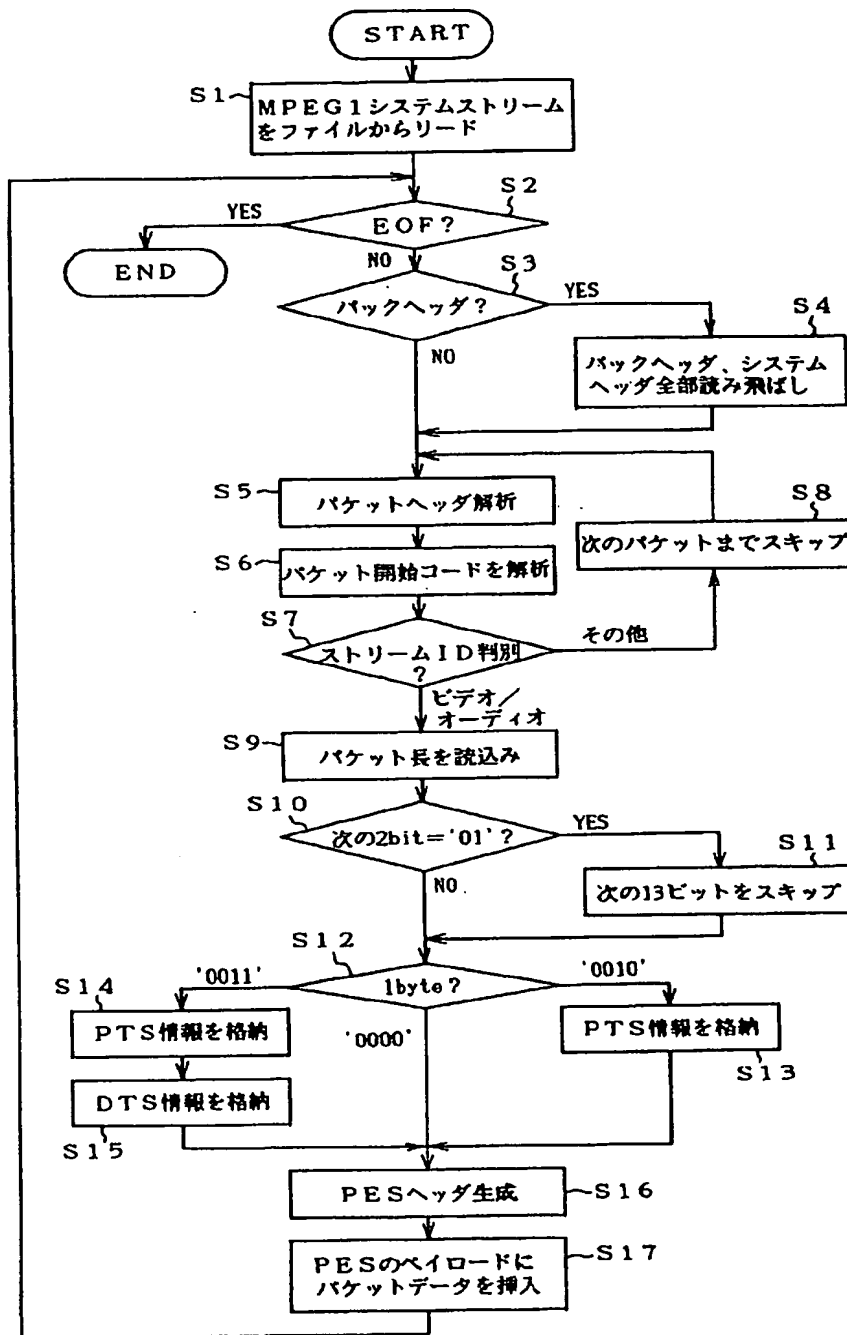 START
S1
MPEG1システムストリーム
をファイルからリード
S2
EOF?
YES
END
NO
S3
パックヘッダ?
YES
S4
パックヘッダ、システム
ヘッダ全部読み飛ばし
NO
S5
パケットヘッダ解析
S8
次のパケットまでスキップ
S6
パケット開始コードを解析
S7
ストリームID判別
?
その他
ビデオ/
オーディオ
S9
パケット長を読込み
S10
次の2bit='01'?
YES
S11
次の13ビットをスキップ
NO
S12
1byte?
'0011'
'0010'
'0000'
S14
PTS情報を格納
PTS情報を格納
S13
DTS情報を格納
S15
PESヘッダ生成
S16
S17
PESのペイロードに
パケットデータを挿入